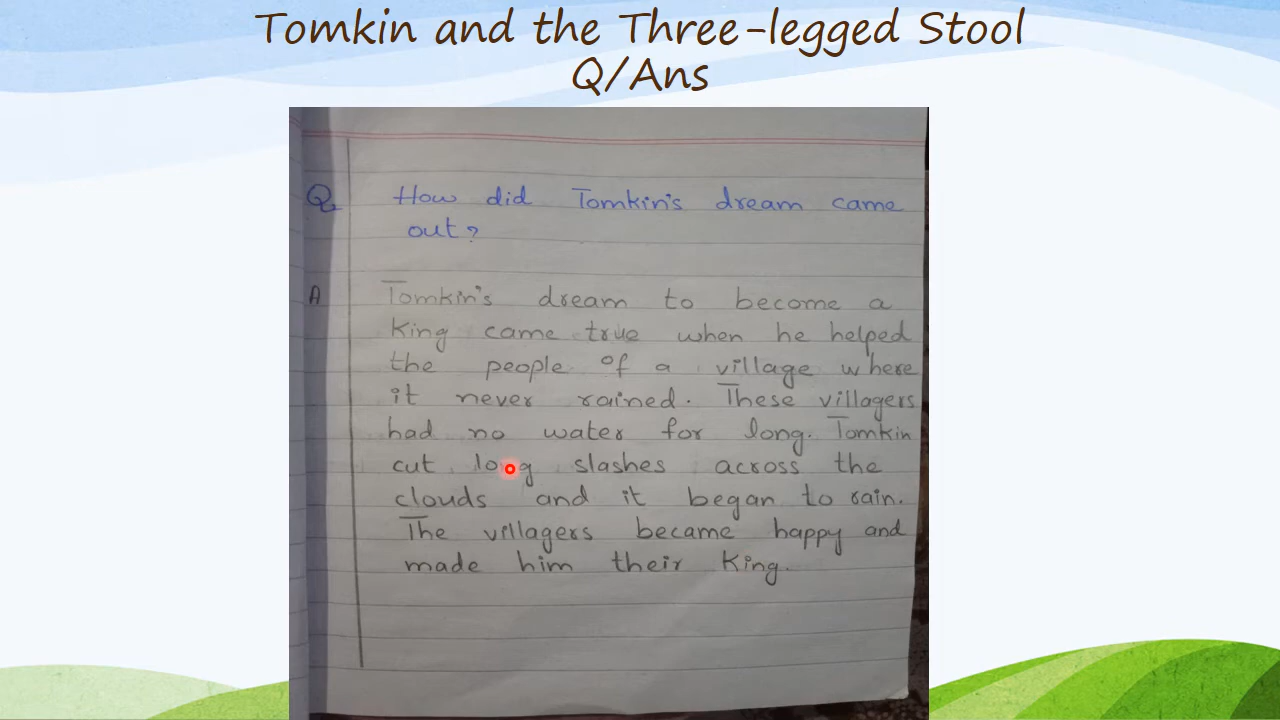 Tomkin and the Three-legged Stool
Q/Ans
Q. How did Tomkin's dream came
out?
A Tomkin's dream to become a
King came true when he helped
the people of a village where
it never rained. These villagers
had no water for long. Tomkin
cut long slashes across the
clouds and it began to rain.
The villagers became happy and
made him their King.